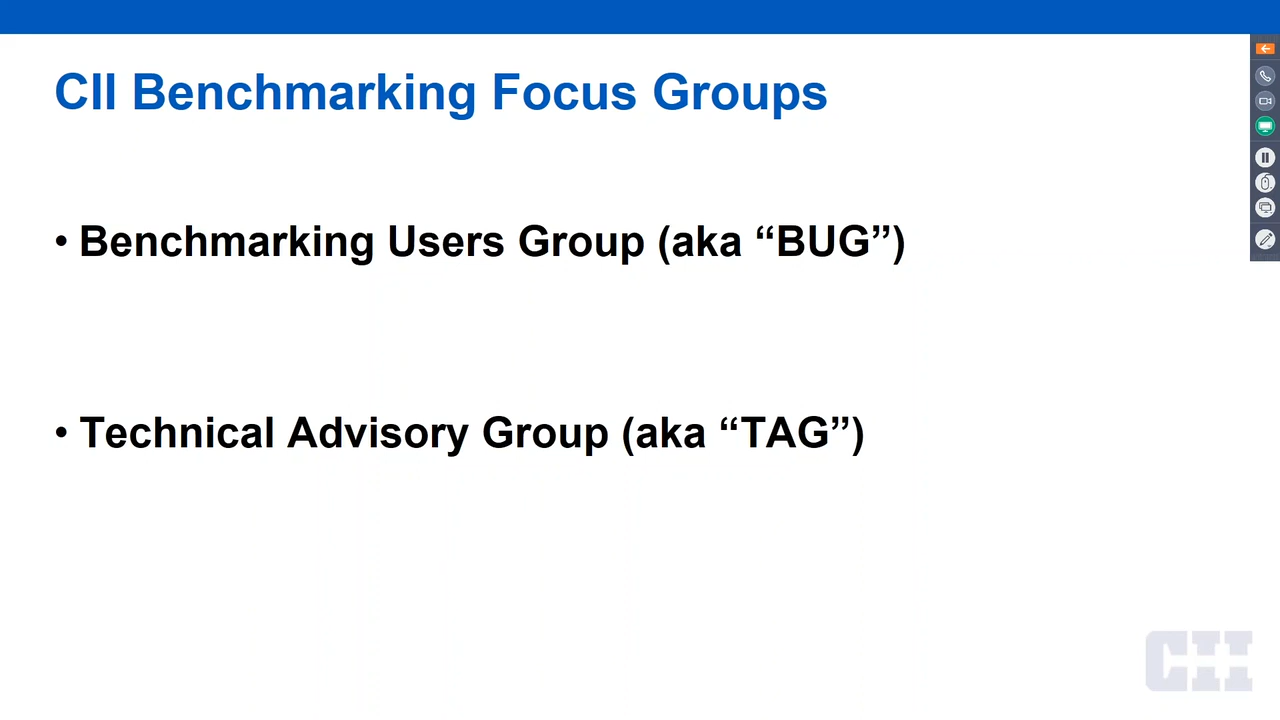 CII Benchmarking Focus Groups
• Benchmarking Users Group (aka “BUG”)
• Technical Advisory Group (aka “TAG”)
CII